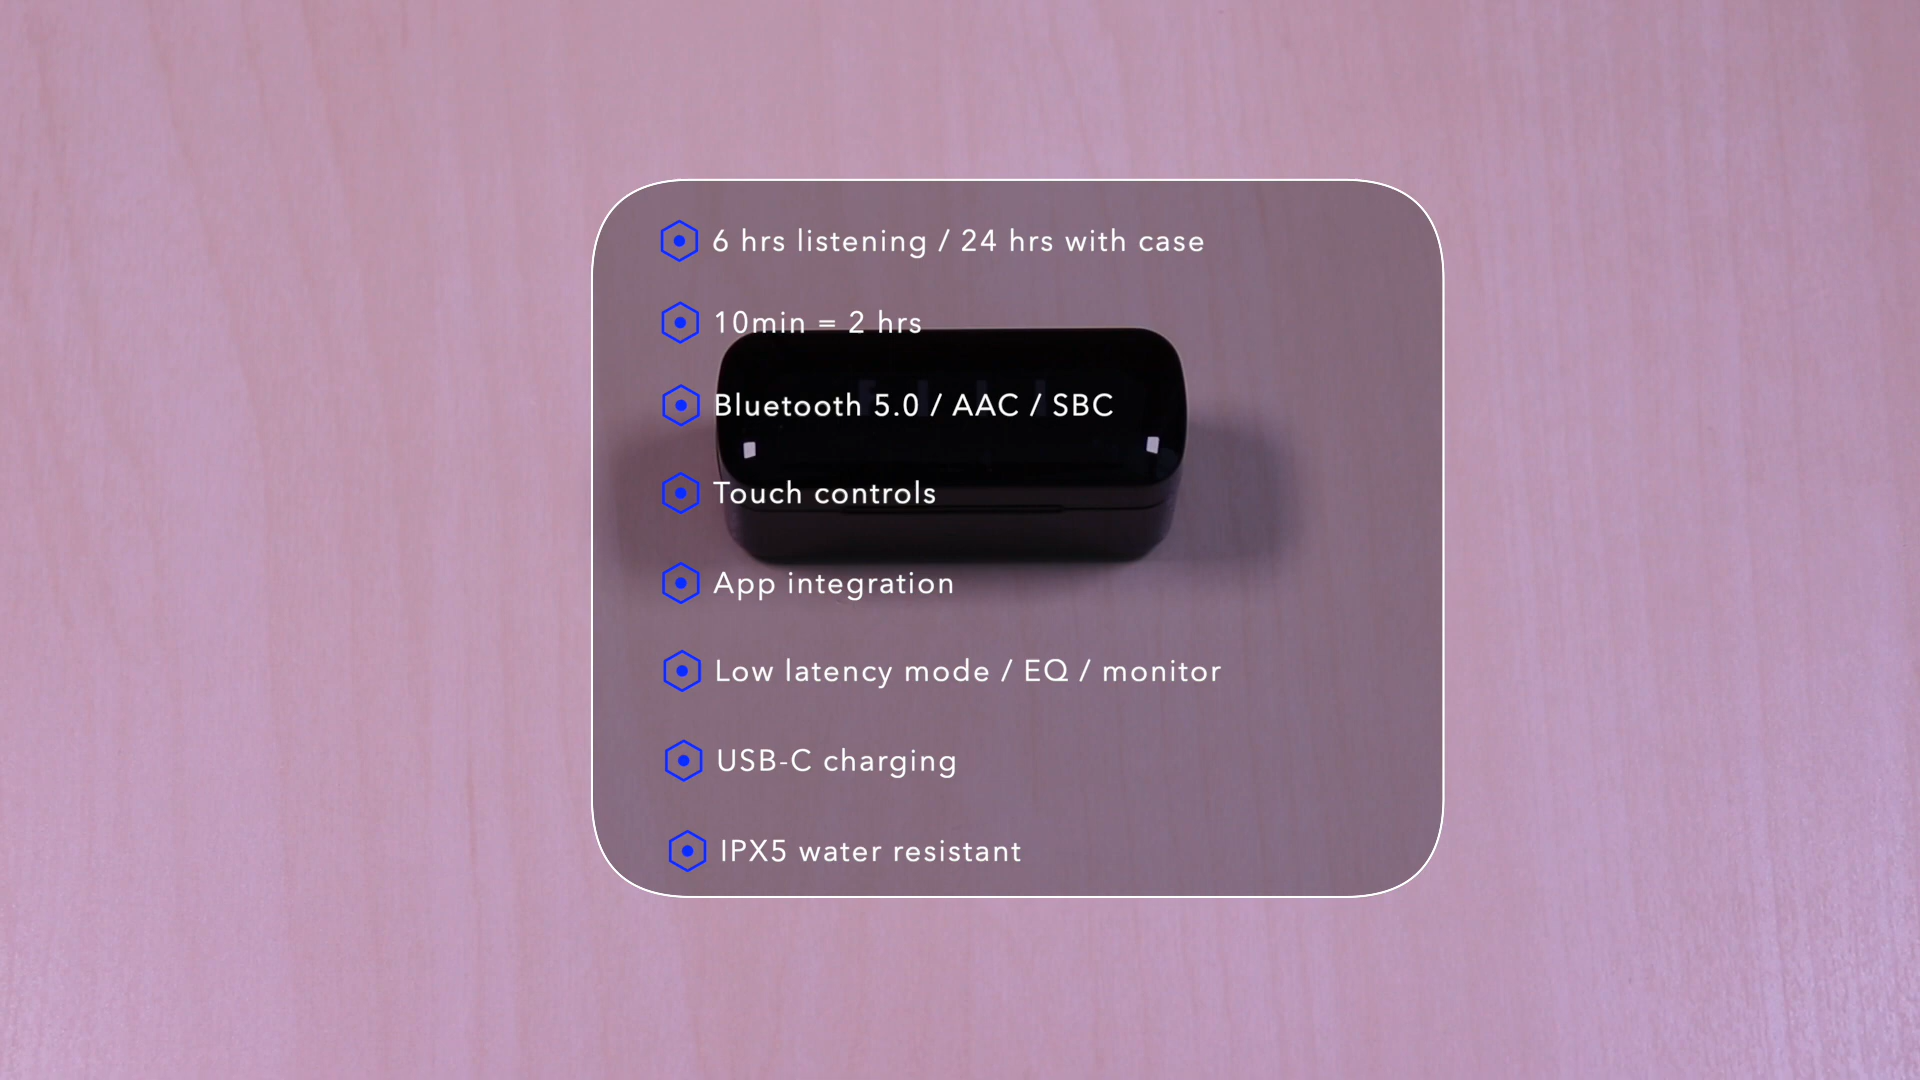 6 hrs listening / 24 hrs with case
10min = 2 hrs
Bluetooth 5.0 / AAC / SBC
Touch controls
App integration
Low latency mode / EQ / monitor
USB-C charging
IPX5 water resistant